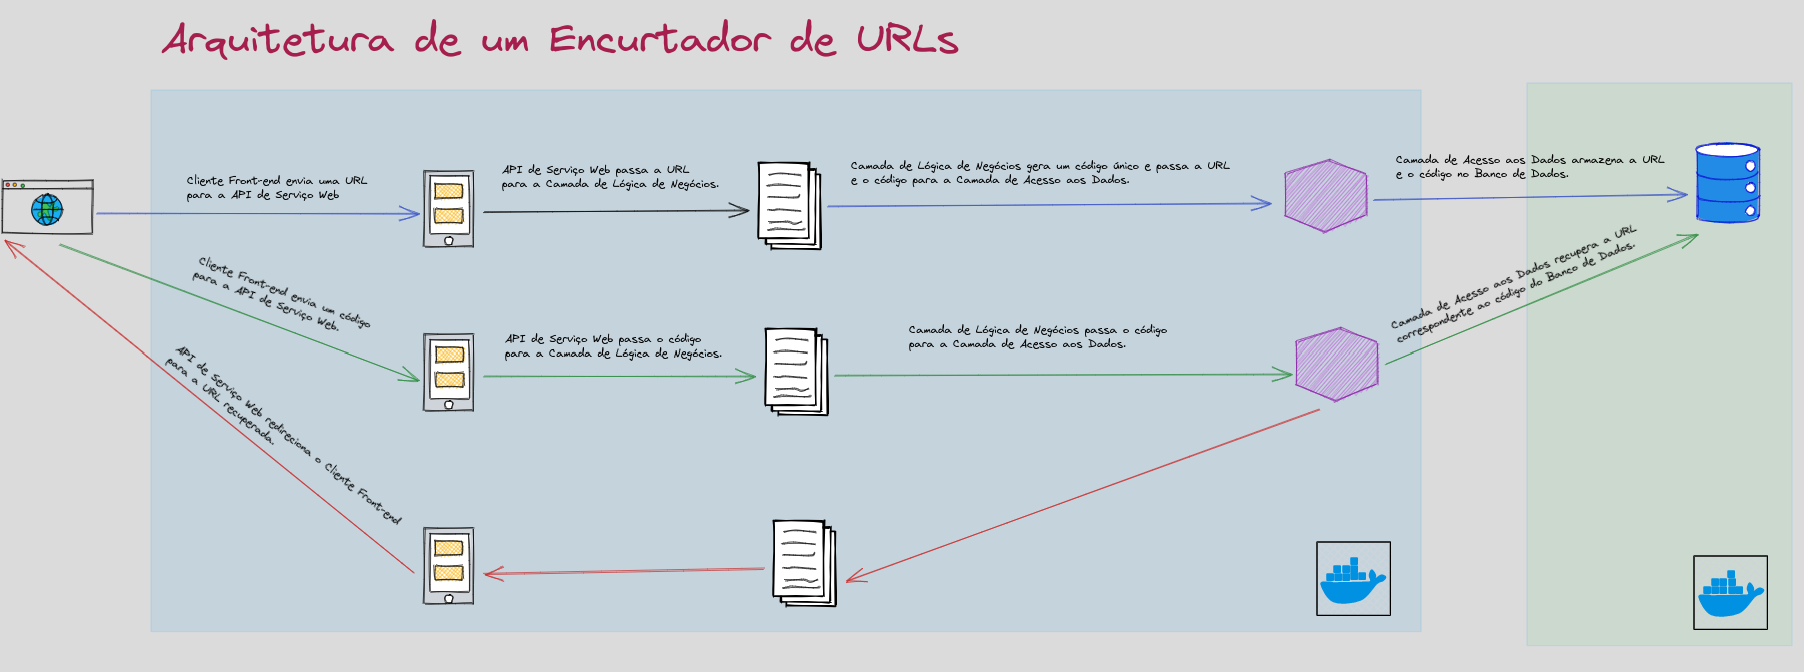 Arquitetura de um Encurtador de URLs
Cliente Front-end envia uma URL
para a API de Serviço Web
API de Serviço Web passa a URL
para a Camada de Lógica de Negócios.
Camada de Lógica de Negócios gera um código único e passa a URL
e o código para a Camada de Acesso aos Dados.
Camada de Acesso aos Dados armazena a URL
e o código no Banco de Dados.
Cliente Front-end envia um código
para a API de Serviço Web.
API de Serviço Web passa o código
para a Camada de Lógica de Negócios.
Camada de Lógica de Negócios passa o código
para a Camada de Acesso aos Dados.
Camada de Acesso aos Dados recupera a URL
correspondente ao código do Banco de Dados.
API de Serviço Web redireciona o Cliente Front-end
para a URL recuperada.